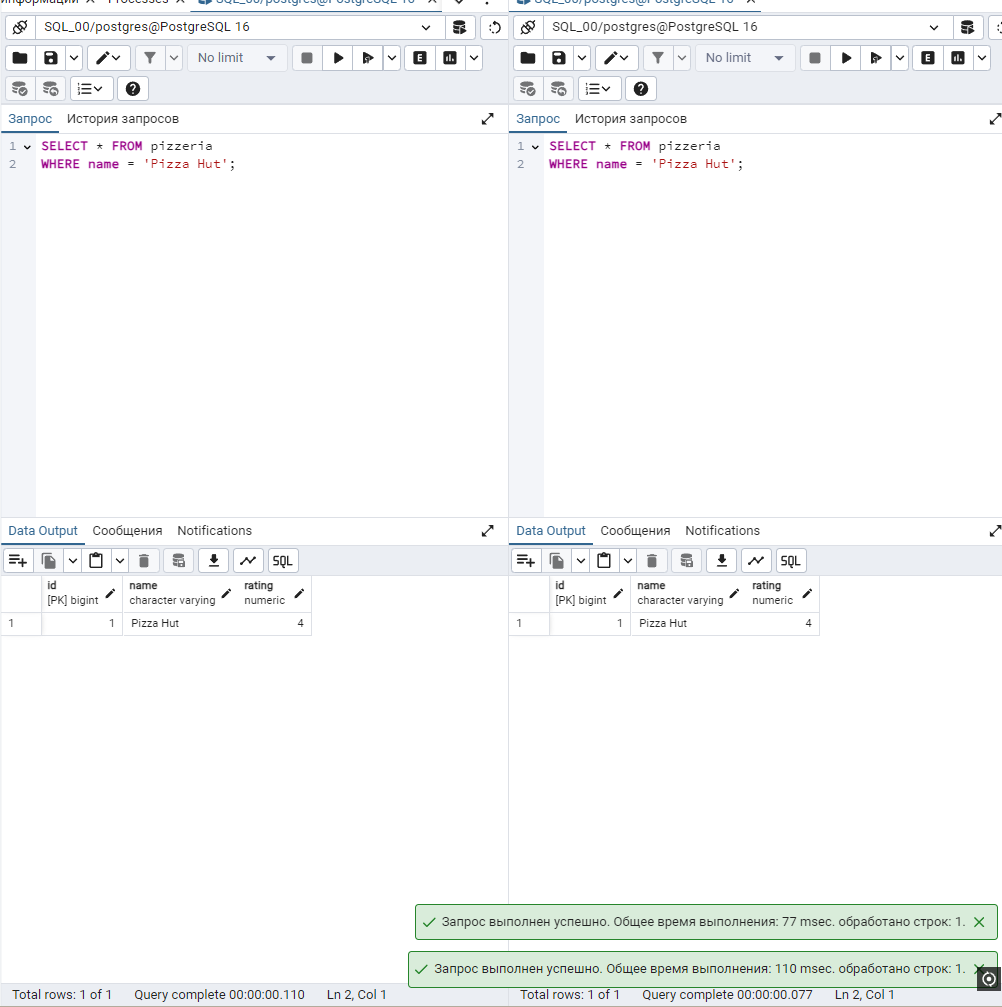 информации Processes SQL_00/postgres@PostgreSQL 16
SQL_00/postgres@PostgreSQL 16
No limit
E
Запрос История запросов
1 SELECT * FROM pizzeria
2 WHERE name = 'Pizza Hut';
Data Output Сообщения Notifications
SQL
id name rating
[PK] bigint character varying numeric
1 1 Pizza Hut 4
Total rows: 1 of 1 Query complete 00:00:00.110 Ln 2, Col 1
SQL_00/postgres@PostgreSQL 16
SQL_00/postgres@PostgreSQL 16
No limit
E
Запрос История запросов
1 SELECT * FROM pizzeria
2 WHERE name = 'Pizza Hut';
Data Output Сообщения Notifications
SQL
id name rating
[PK] bigint character varying numeric
1 1 Pizza Hut 4
Запрос выполнен успешно. Общее время выполнения: 77 msec. обработано строк: 1.
Запрос выполнен успешно. Общее время выполнения: 110 msec. обработано строк: 1.
Total rows: 1 of 1 Query complete 00:00:00.077 Ln 2, Col 1